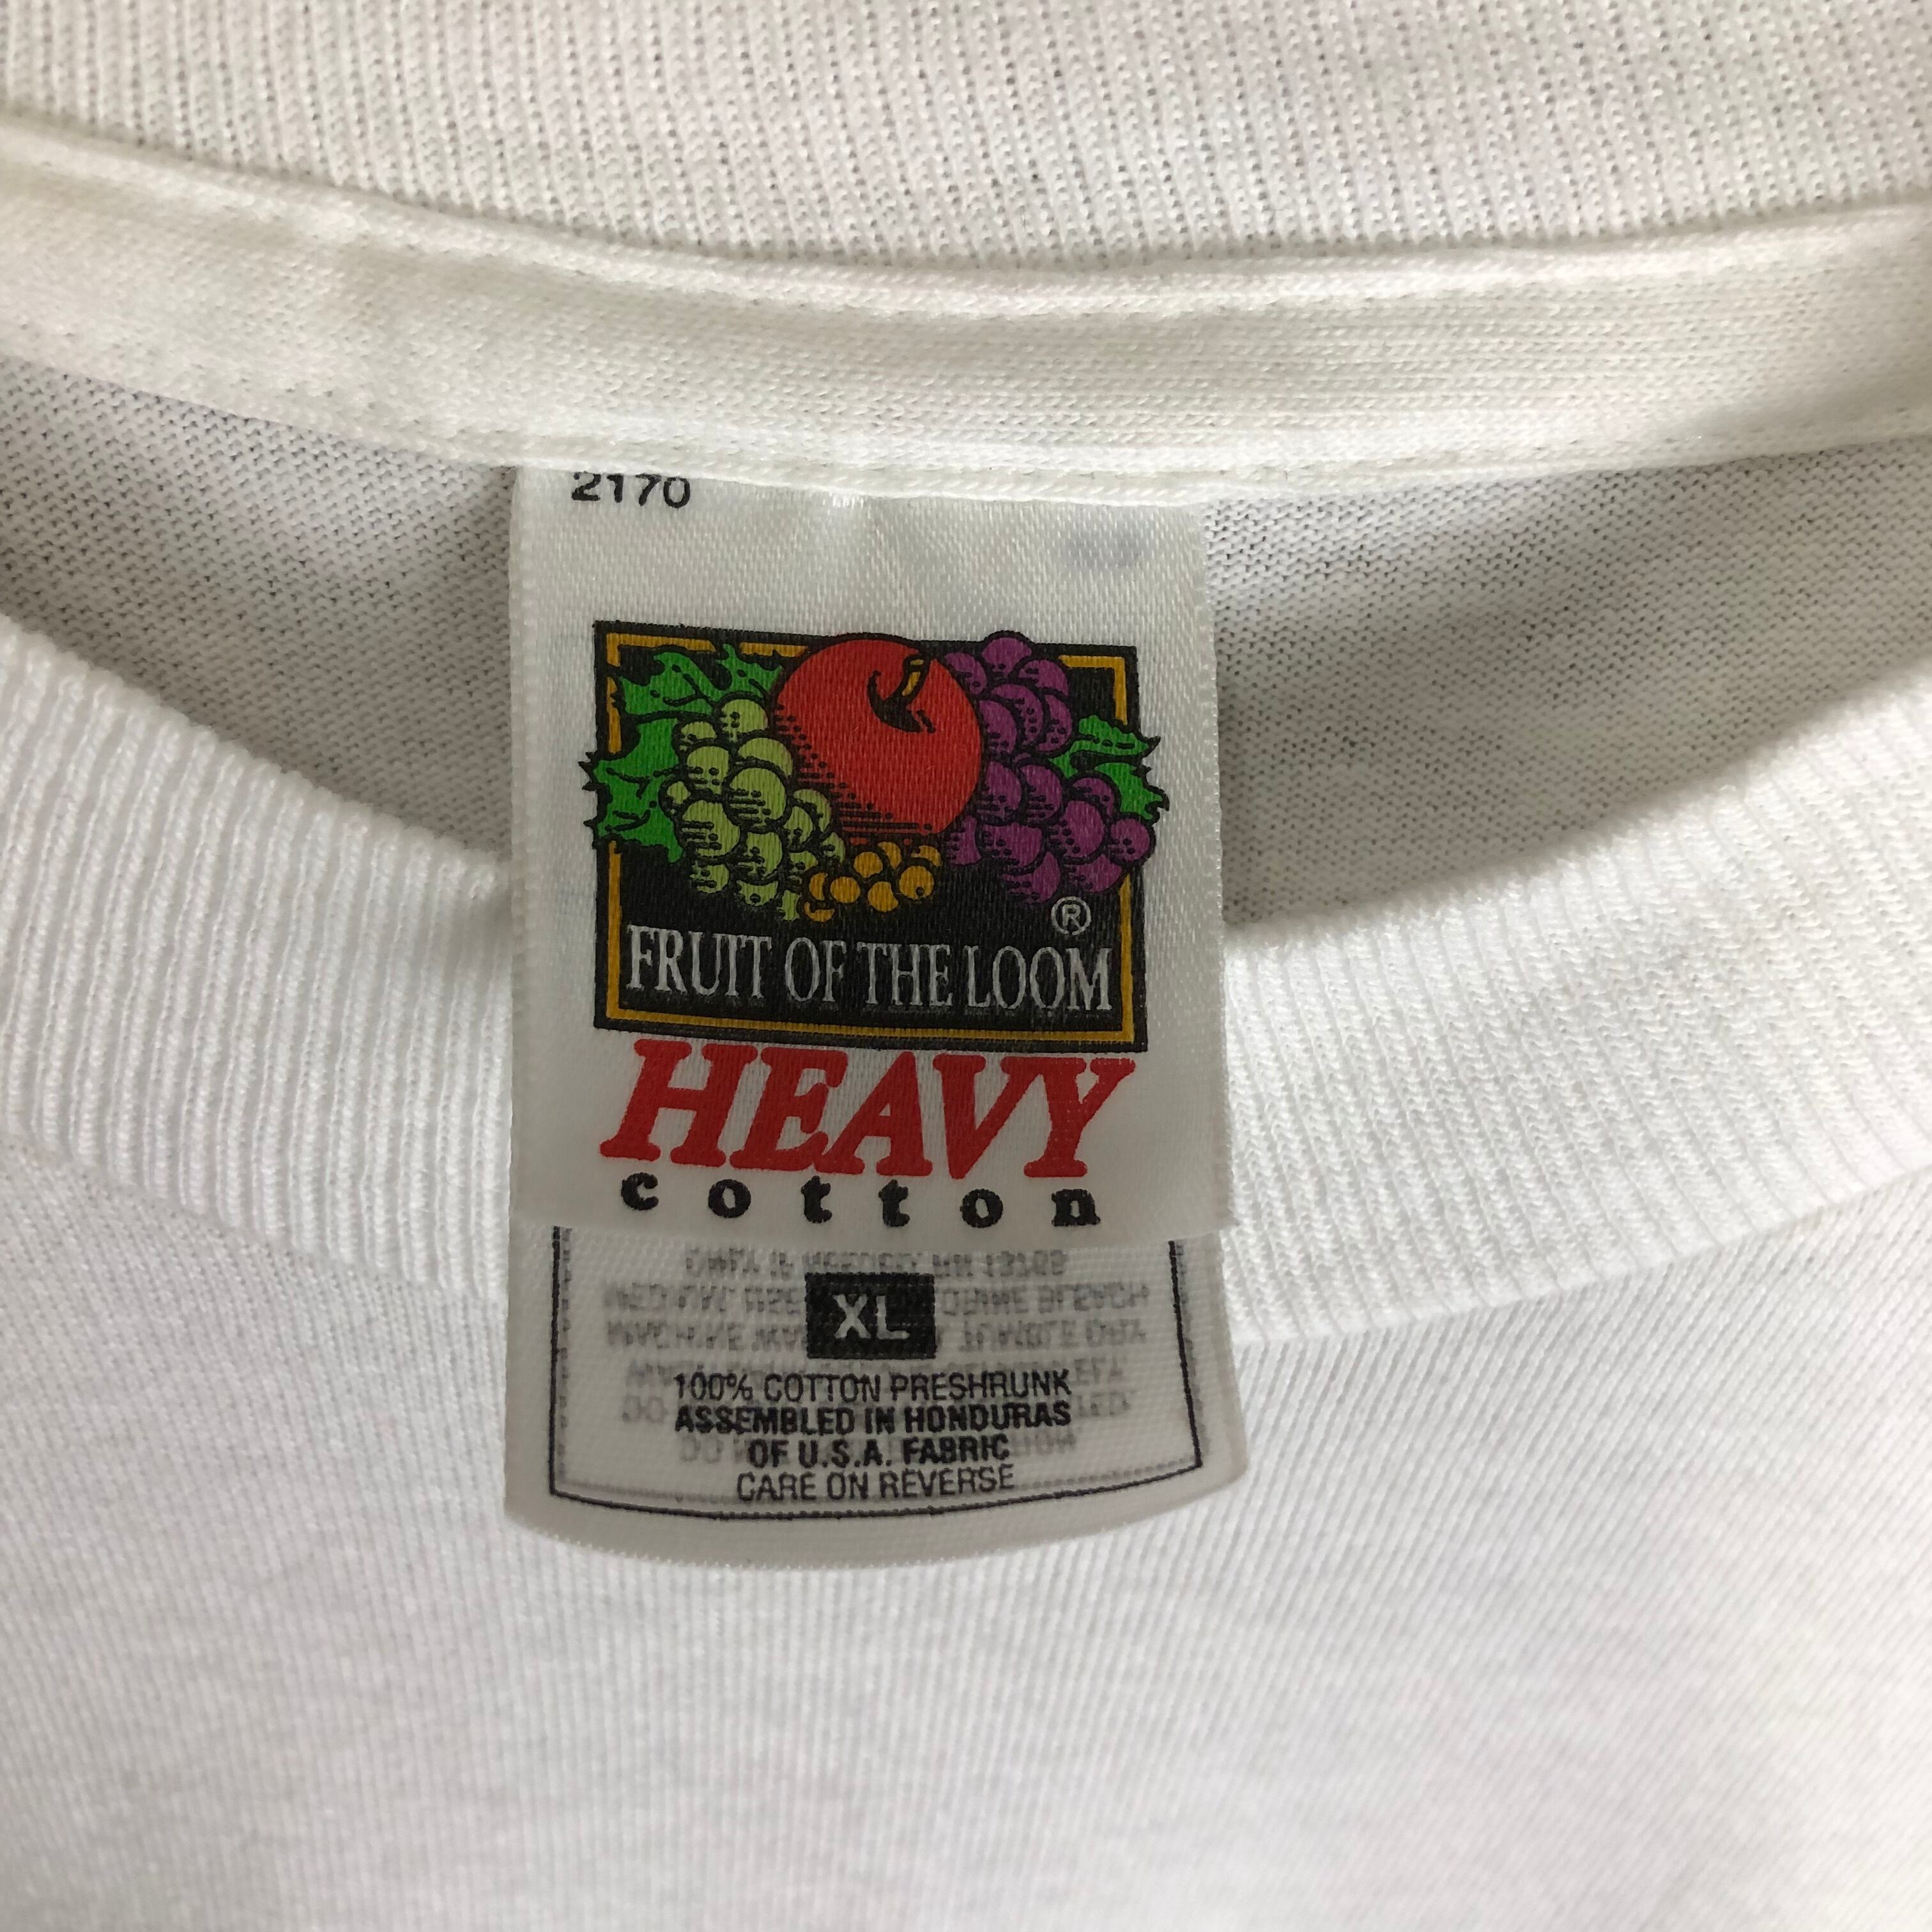 2170
®
FRUIT OF THE LOOM
HEAVY
cotton
XL
100% COTTON PRESHRUNK
ASSEMBLED IN HONDURAS
OF U.S.A. FABRIC
CARE ON REVERSE